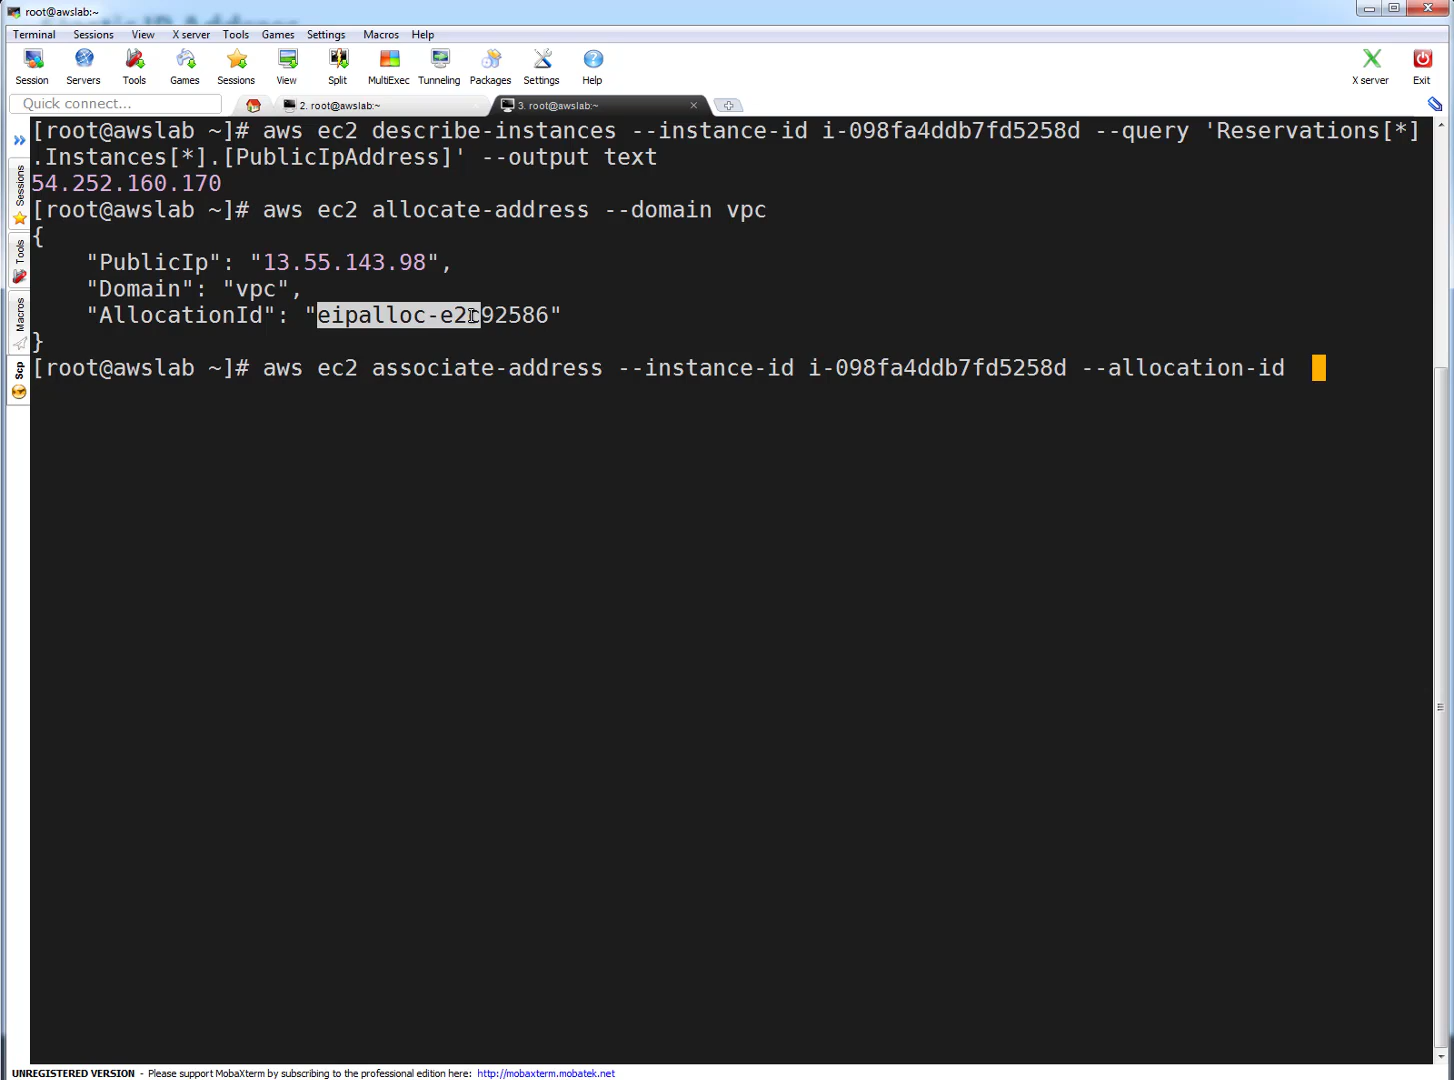 root@awslab:~
Terminal Sessions View X server Tools Games Settings Macros Help
Session Servers Tools Games Sessions View Split MultiExec Tunneling Packages Settings Help X server Exit
Quick connect... 2. root@awslab:~ 3. root@awslab:~
Sessions
Tools
Macros
Scp
[root@awslab ~]# aws ec2 describe-instances --instance-id i-098fa4ddb7fd5258d --query 'Reservations[*]
.Instances[*].[PublicIpAddress]' --output text
54.252.160.170
[root@awslab ~]# aws ec2 allocate-address --domain vpc
{
    "PublicIp": "13.55.143.98",
    "Domain": "vpc",
    "AllocationId": "eipalloc-e2c92586"
}
[root@awslab ~]# aws ec2 associate-address --instance-id i-098fa4ddb7fd5258d --allocation-id
UNREGISTERED VERSION - Please support MobaXterm by subscribing to the professional edition here: http://mobaxterm.mobatek.net